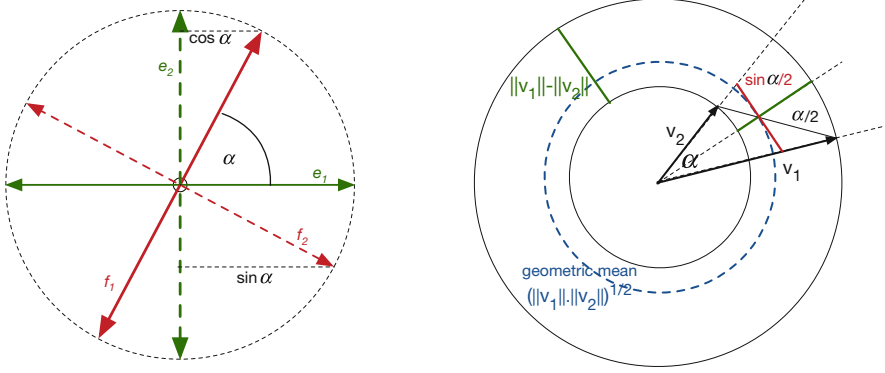 cos α
e₂
α
e₁
f₂
f₁
sin α
||v₁||-||v₂||
sin α/2
α/2
v₂
α
v₁
geometric mean
(||v₁||.||v₂||)¹/²